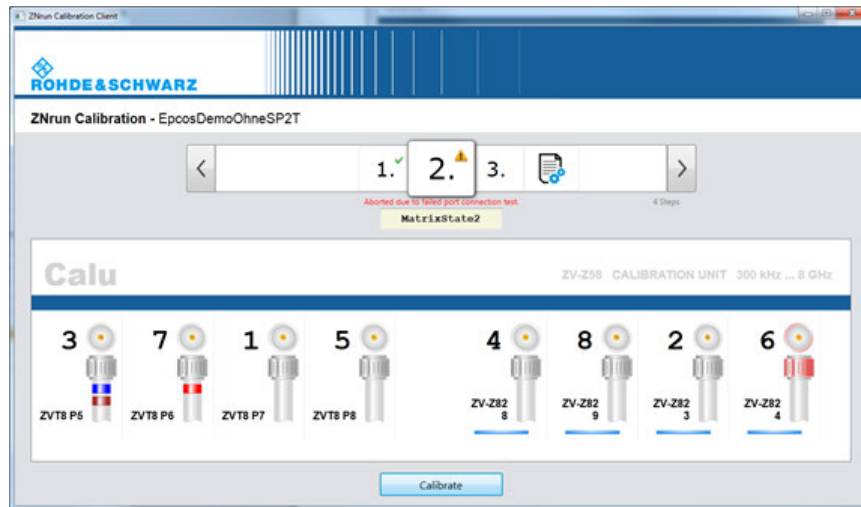 ZNrun Calibration Client
ROHDE&SCHWARZ
ZNrun Calibration - EpcosDemoOhneSP2T
1. 2. 3.
Aborted due to failed port connection test.
4 Steps
MatrixState2
Calu
ZV-Z58 CALIBRATION UNIT 300 kHz ... 8 GHz
3 7 1 5 4 8 2 6
ZVT8 P5 ZVT8 P6 ZVT8 P7 ZVT8 P8
ZV-Z82 ZV-Z82 ZV-Z82 ZV-Z82
8 9 3 4
Calibrate